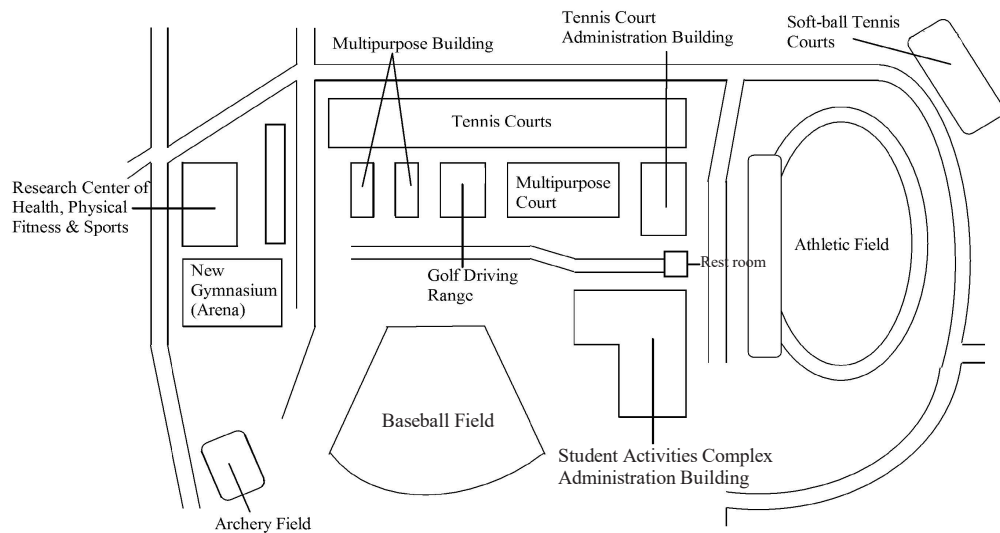 Tennis Court
Administration Building
Soft-ball Tennis
Courts
Multipurpose Building
Tennis Courts
Research Center of
Health, Physical
Fitness & Sports
Multipurpose
Court
Athletic Field
Rest room
New
Gymnasium
(Arena)
Golf Driving
Range
Baseball Field
Student Activities Complex
Administration Building
Archery Field